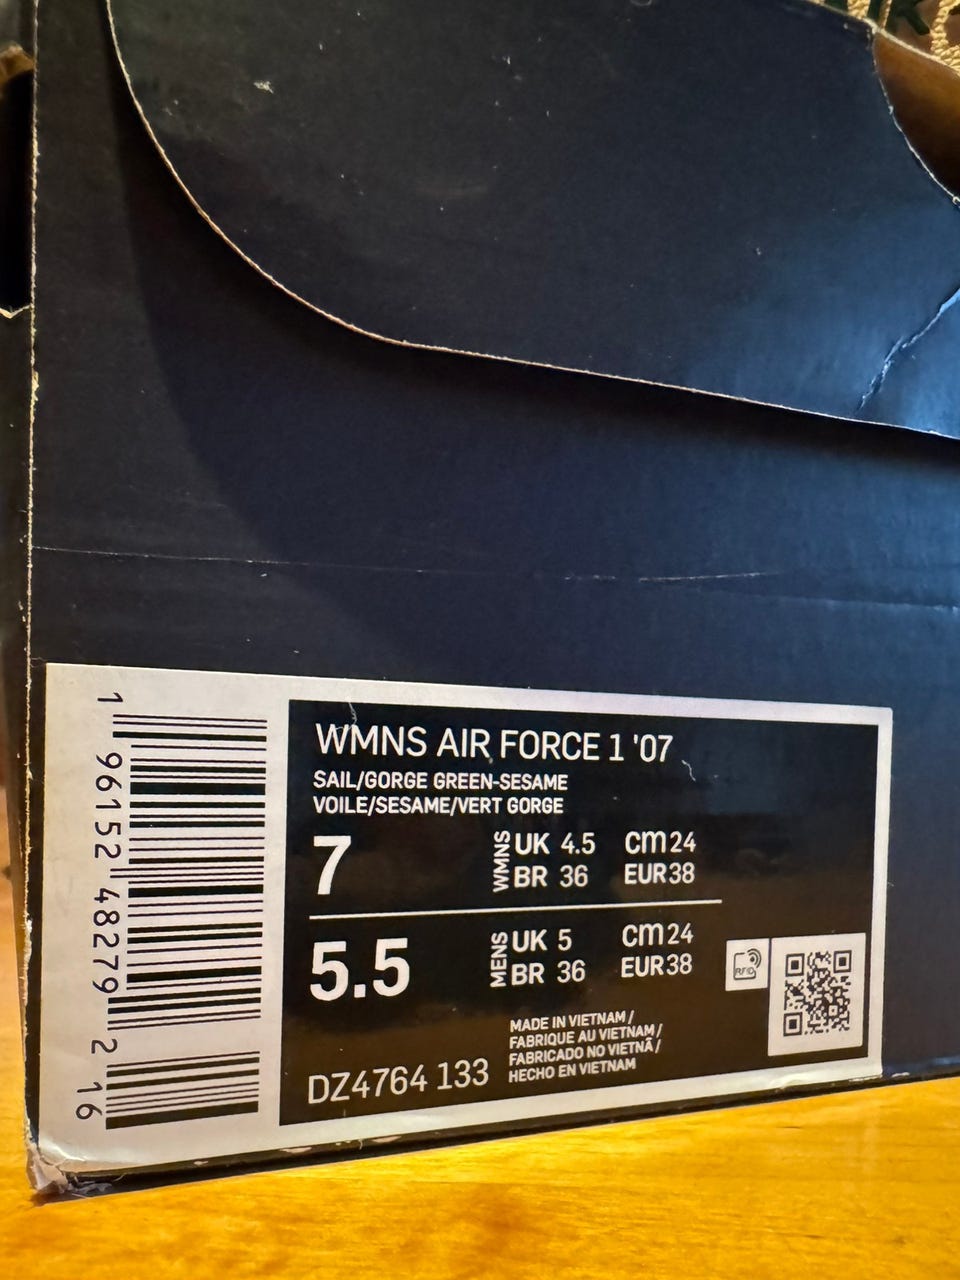 1 96152 48279 2 16
WMNS AIR FORCE 1 '07
SAIL/GORGE GREEN-SESAME
VOILE/SESAME/VERT GORGE
7 WMNS UK 4.5 cm 24
BR 36 EUR 38
5.5 MENS UK 5 cm 24
BR 36 EUR 38
RFID
MADE IN VIETNAM /
FABRIQUE AU VIETNAM /
FABRICADO NO VIETNÃ /
HECHO EN VIETNAM
DZ4764 133